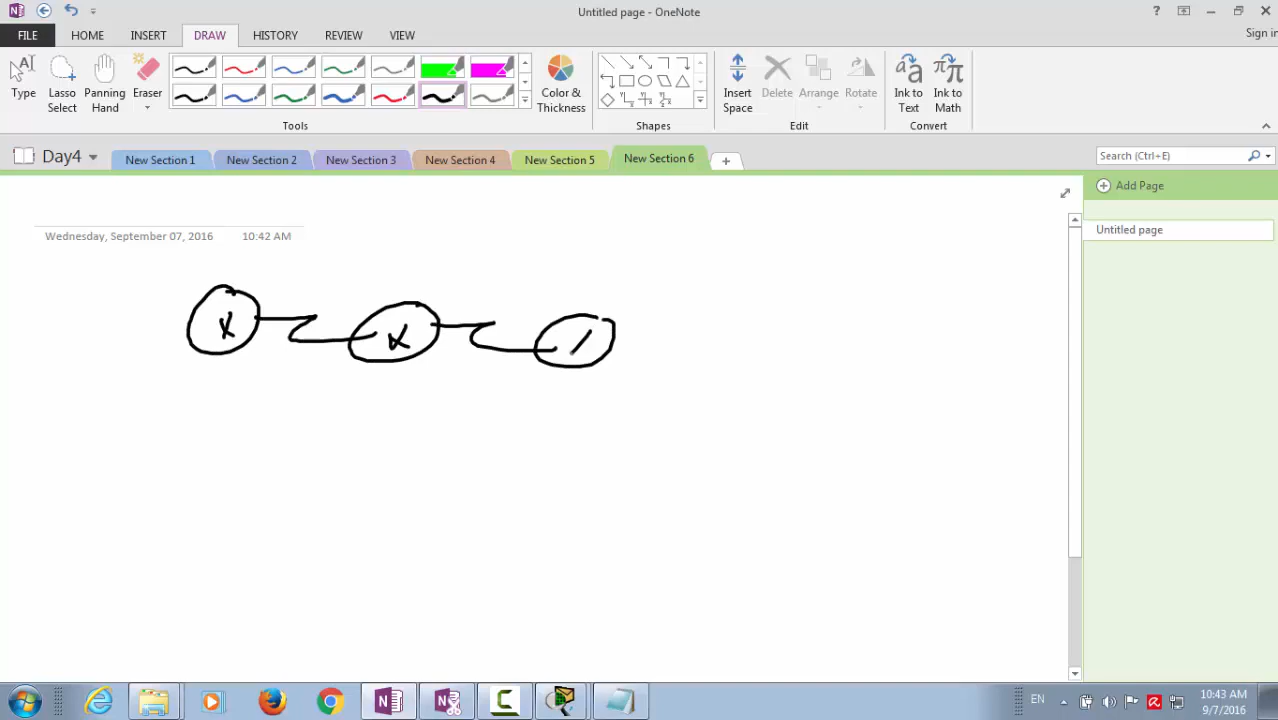 Untitled page - OneNote
?
Sign in
FILE HOME INSERT DRAW HISTORY REVIEW VIEW
Type
Lasso Select
Panning Hand
Eraser
Color & Thickness
Insert Space
Delete
Arrange
Rotate
Ink to Text
Ink to Math
Tools
Shapes
Edit
Convert
Day4
New Section 1
New Section 2
New Section 3
New Section 4
New Section 5
New Section 6
Search (Ctrl+E)
Add Page
Untitled page
Wednesday, September 07, 2016 10:42 AM
x x /
EN
10:43 AM
9/7/2016